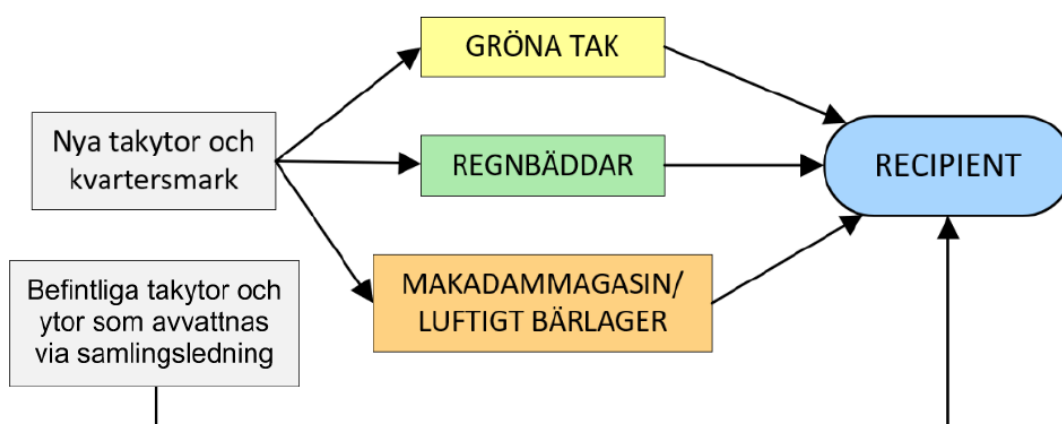 GRÖNA TAK
Nya takytor och
kvartersmark
REGNBÄDDAR
RECIPIENT
MAKADAMMAGASIN/
LUFTIGT BÄRLAGER
Befintliga takytor och
ytor som avvattnas
via samlingsledning